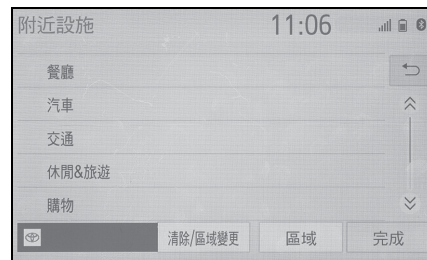 附近設施 11:06
餐廳
汽車
交通
休閒&旅遊
購物
清除/區域變更 區域 完成